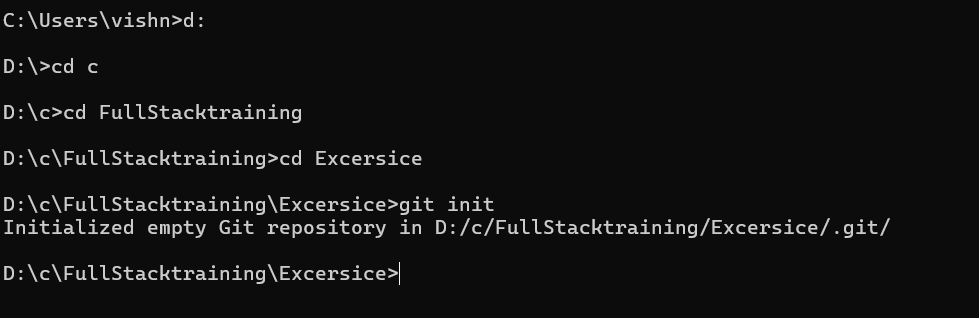 C:\Users\vishn>d:
D:\>cd c
D:\c>cd FullStacktraining
D:\c\FullStacktraining>cd Excersice
D:\c\FullStacktraining\Excersice>git init
Initialized empty Git repository in D:/c/FullStacktraining/Excersice/.git/
D:\c\FullStacktraining\Excersice>